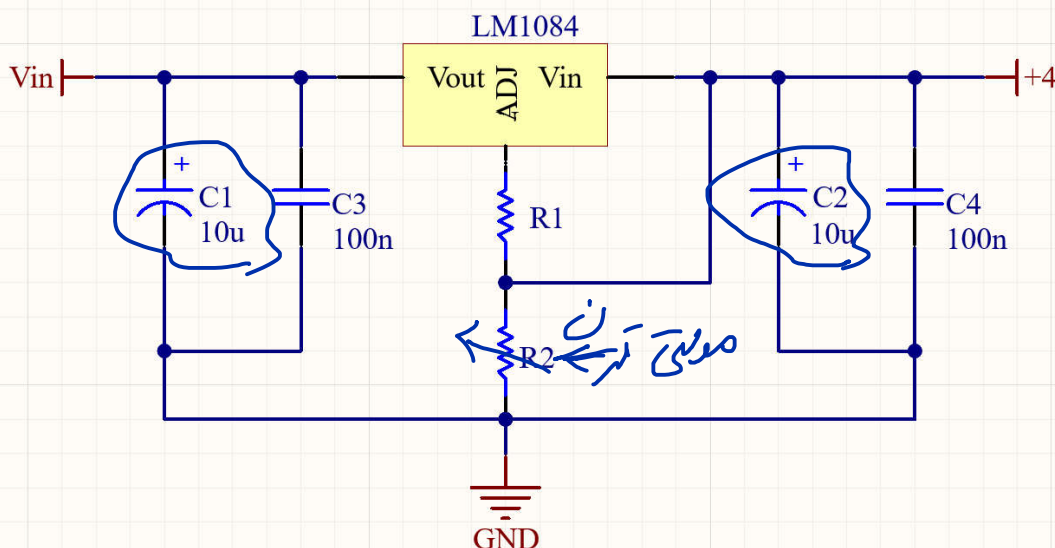 LM1084
Vin
Vout
ADJ
Vin
+4
+
C1
10u
C3
100n
R1
+
C2
10u
C4
100n
R2
GND